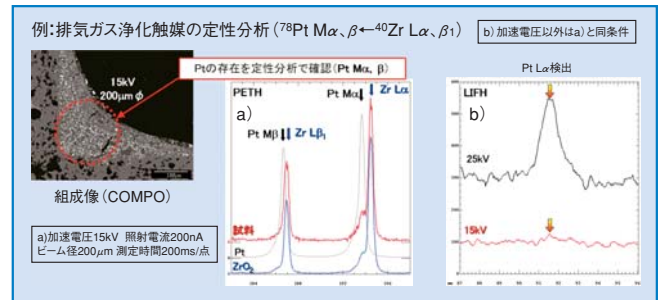 例:排気ガス浄化触媒の定性分析(⁷⁸Pt Mα、β←⁴⁰Zr Lα、β₁)
b)加速電圧以外はa)と同条件
15kV
200μmφ
Ptの存在を定性分析で確認(Pt Mα, β)
組成像(COMPO)
a)加速電圧15kV 照射電流200nA
ビーム径200μm 測定時間200ms/点
PETH
a)
Pt Mα
Zr Lα
Pt Mβ
Zr Lβ₁
試料
Pt
ZrO₂
Pt Lα検出
LIFH
b)
25kV
15kV